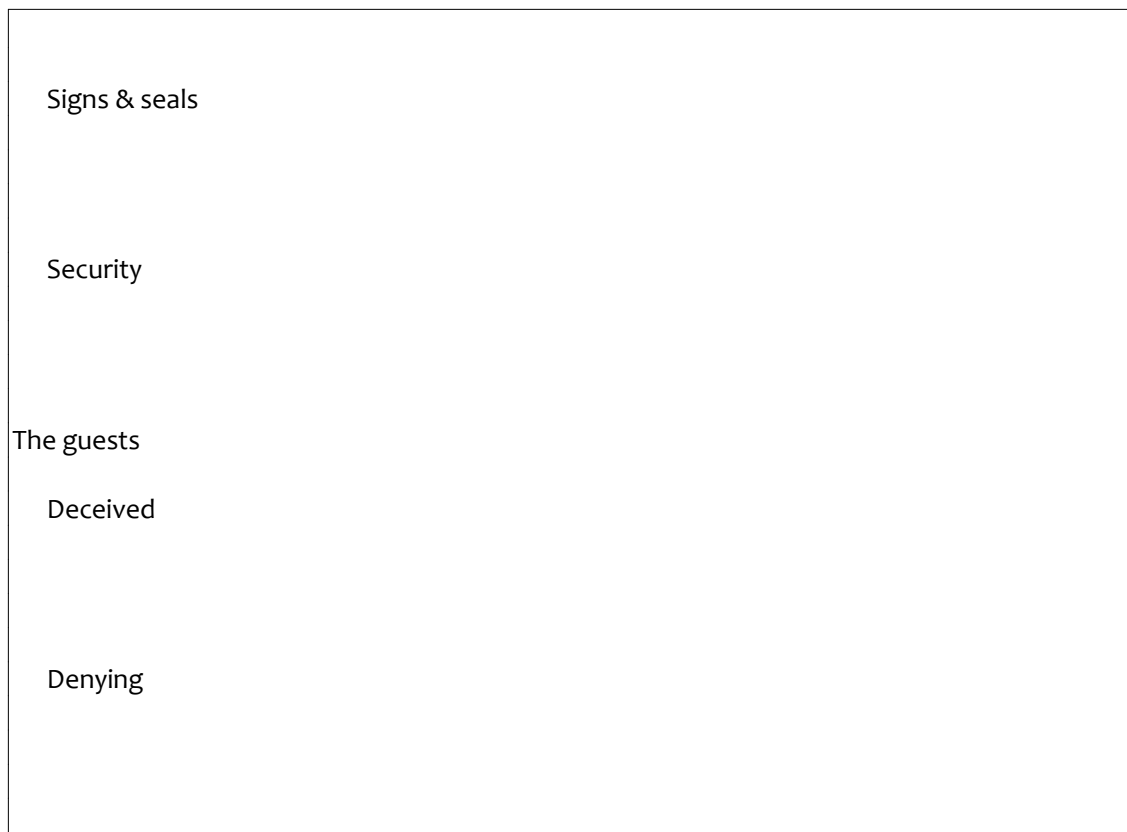 Signs & seals
Security
The guests
Deceived
Denying